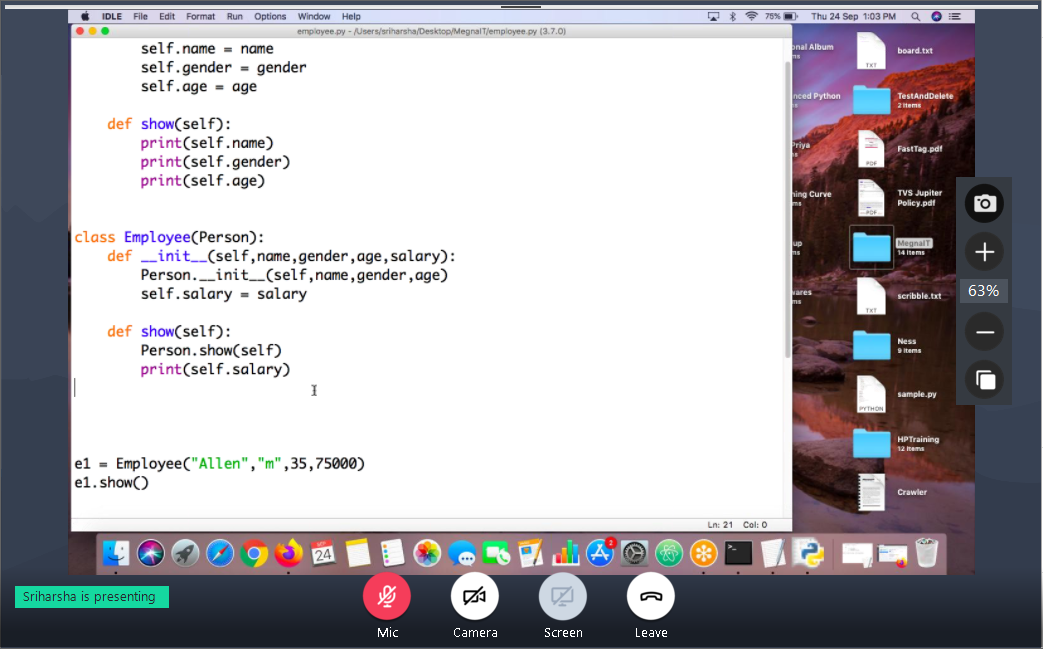 IDLE File Edit Format Run Options Window Help 75% Thu 24 Sep 1:03 PM
employee.py - /Users/sriharsha/Desktop/MegnaIT/employee.py (3.7.0)
self.name = name
self.gender = gender
self.age = age
def show(self):
print(self.name)
print(self.gender)
print(self.age)
class Employee(Person):
def __init__(self,name,gender,age,salary):
Person.__init__(self,name,gender,age)
self.salary = salary
def show(self):
Person.show(self)
print(self.salary)
e1 = Employee("Allen","m",35,75000)
e1.show()
Ln: 21 Col: 0
onal Album
ms
nced Python
ms
Priya
ms
ning Curve
ms
up
ms
wares
ms
TXT
board.txt
TestAndDelete
2 items
PDF
FastTag.pdf
PDF
TVS Jupiter
Policy.pdf
MegnaIT
14 items
TXT
scribble.txt
Ness
9 items
PYTHON
sample.py
HPTraining
12 items
Crawler
63%
SEP
24
2
Sriharsha is presenting
Mic
Camera
Screen
Leave